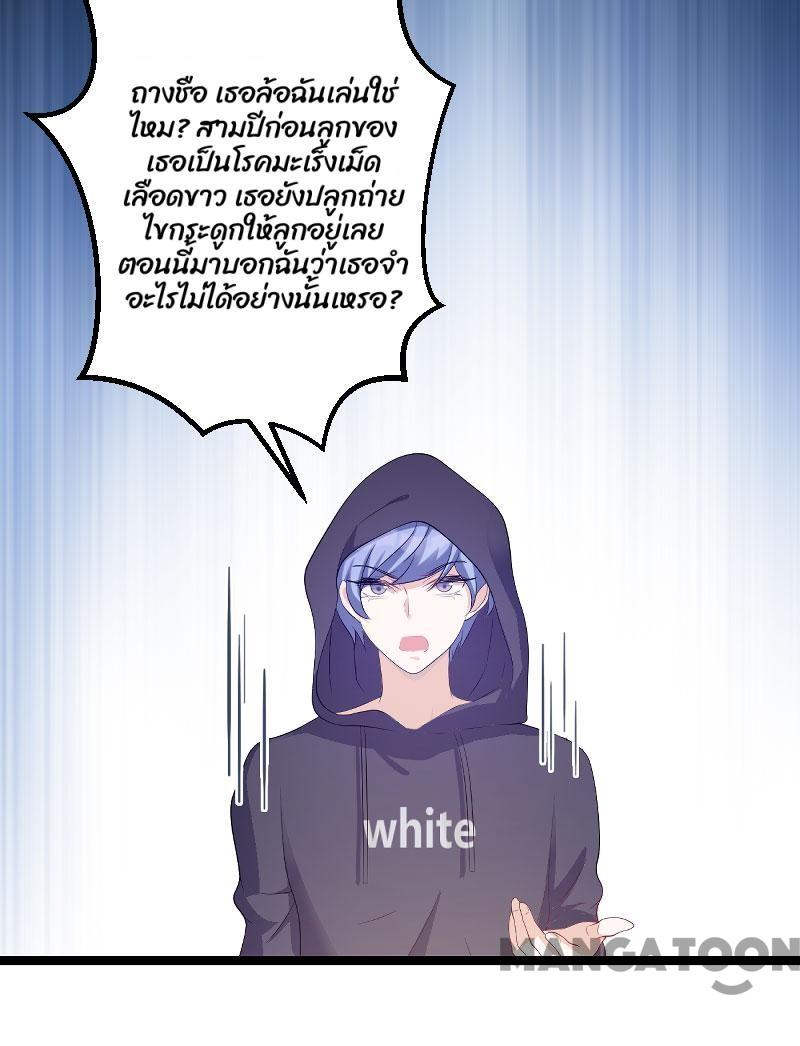 ถางชือ เธอล้อฉันเล่นใช่
ไหม? สามปีก่อนลูกของ
เธอเป็นโรคมะเร็งเม็ด
เลือดขาว เธอยังปลูกถ่าย
ไขกระดูกให้ลูกอยู่เลย
ตอนนี้มาบอกฉันว่าเธอจำ
อะไรไม่ได้อย่างนั้นเหรอ?
white
MANGATOON